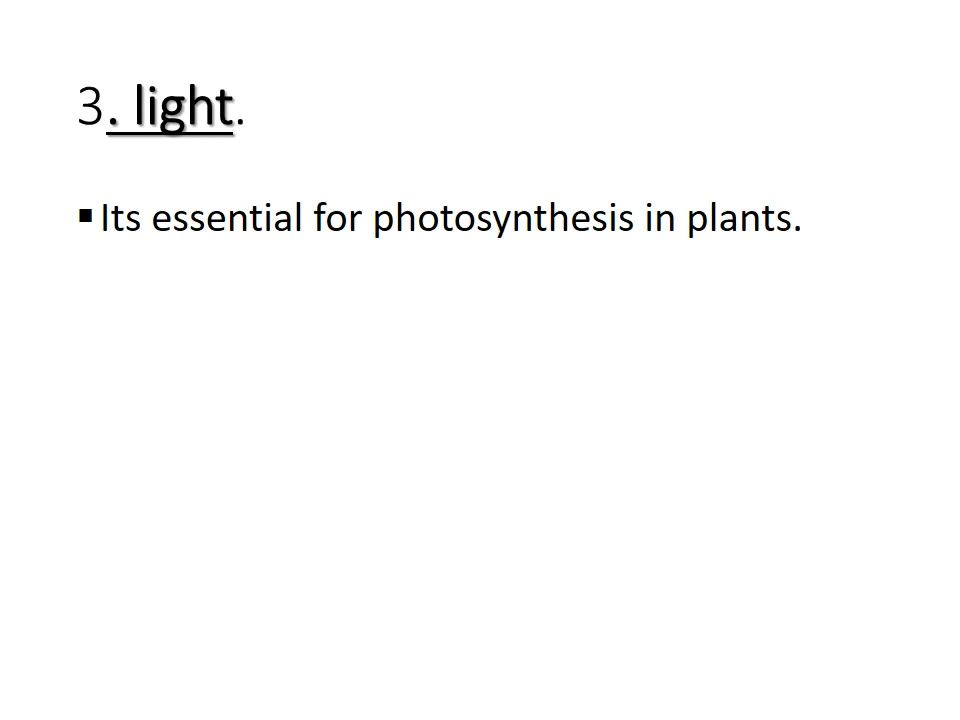 3. light.
▪ Its essential for photosynthesis in plants.